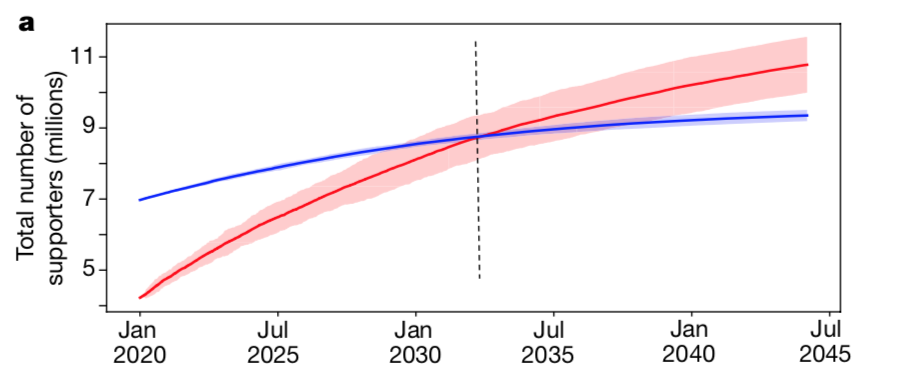 a
Total number of
supporters (millions)
11
9
7
5
Jan
2020
Jul
2025
Jan
2030
Jul
2035
Jan
2040
Jul
2045